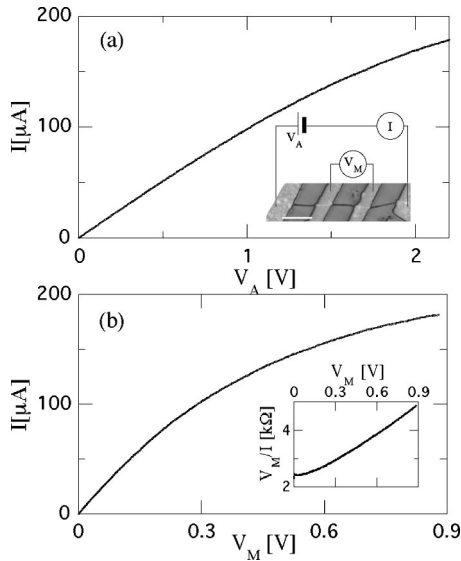 200
(a)
I[μA]
100
V_A
I
V_M
0
0
1
2
V_A [V]
200
(b)
V_M [V]
0 0.3 0.6 0.9
I[μA]
100
V_M/I [kΩ]
4
2
0
0
0.3
0.6
0.9
V_M [V]